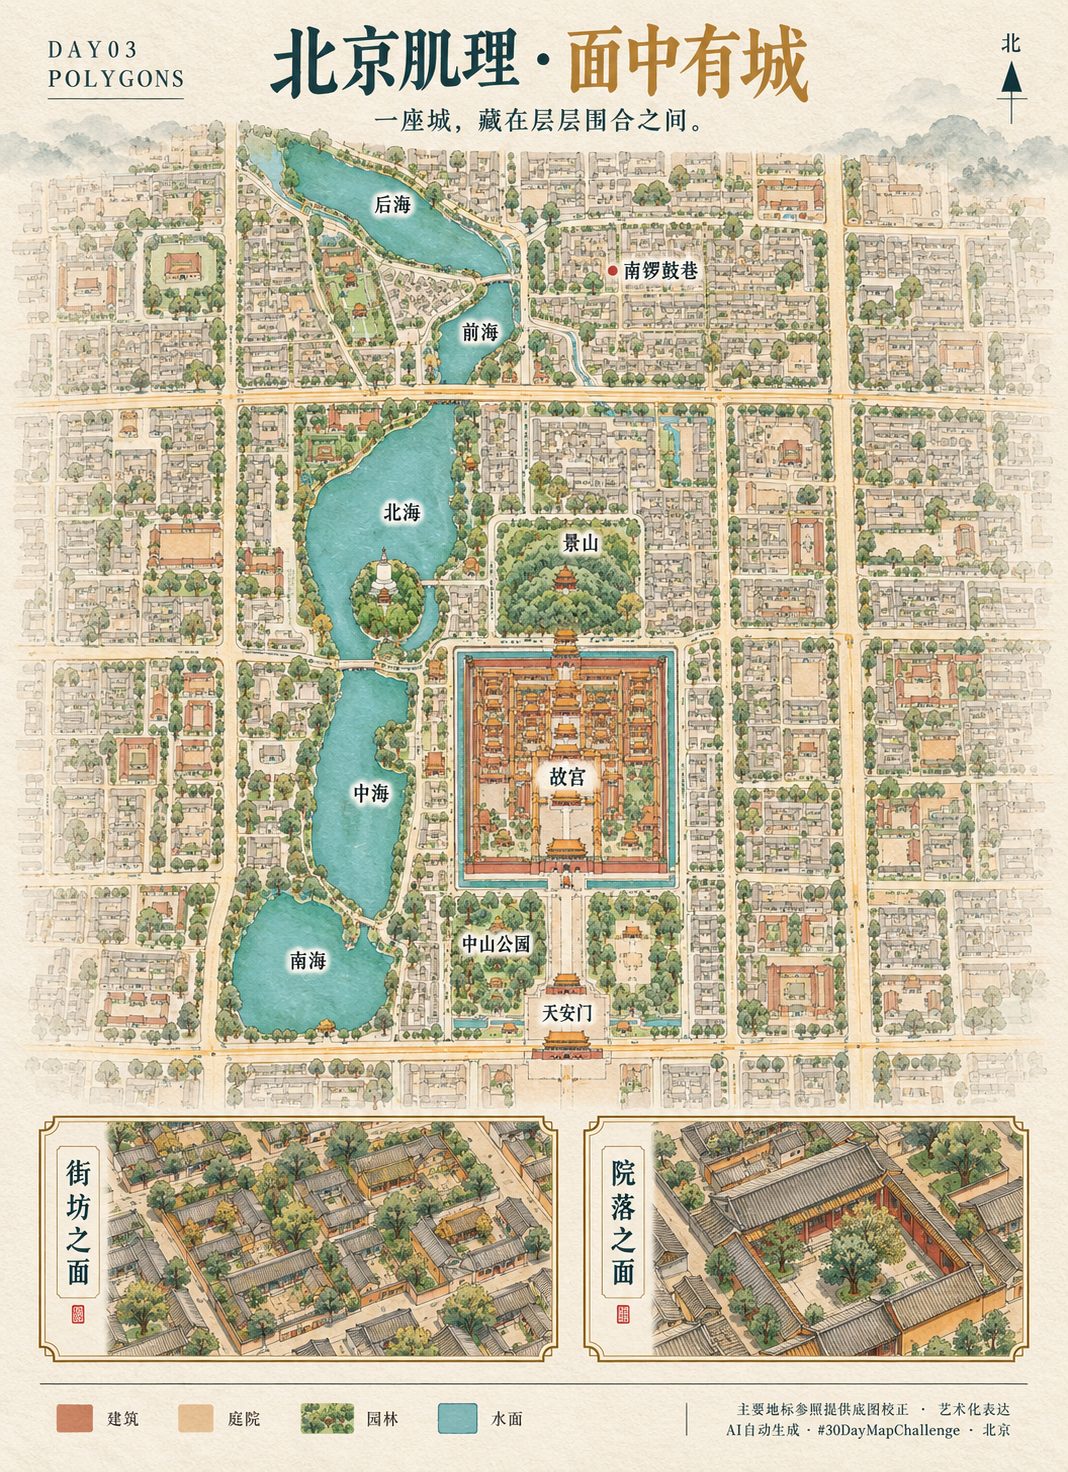 DAY03
POLYGONS
北京肌理·面中有城
一座城，藏在层层围合之间。
北
后海
南锣鼓巷
前海
北海
景山
故宫
中海
中山公园
南海
天安门
街坊之面
院落之面
建筑
庭院
园林
水面
主要地标参照提供底图校正 · 艺术化表达
AI自动生成 · #30DayMapChallenge · 北京